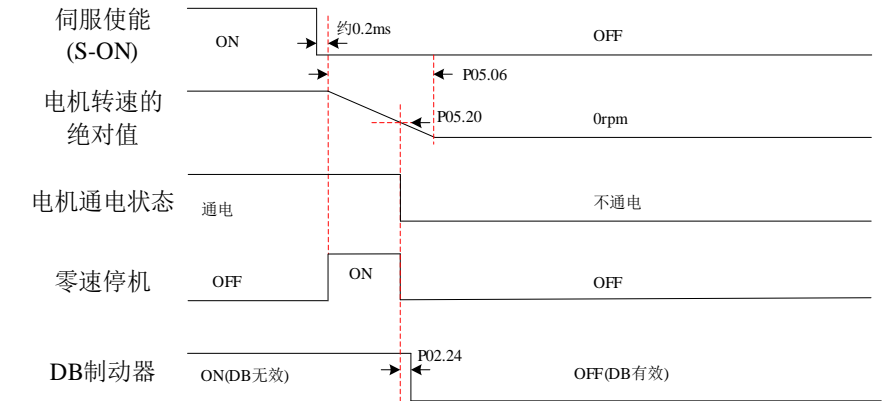 伺服使能
(S-ON)
ON
约0.2ms
OFF
P05.06
电机转速的
绝对值
P05.20
0rpm
电机通电状态
通电
不通电
零速停机
OFF
ON
OFF
DB制动器
ON(DB无效)
P02.24
OFF(DB有效)